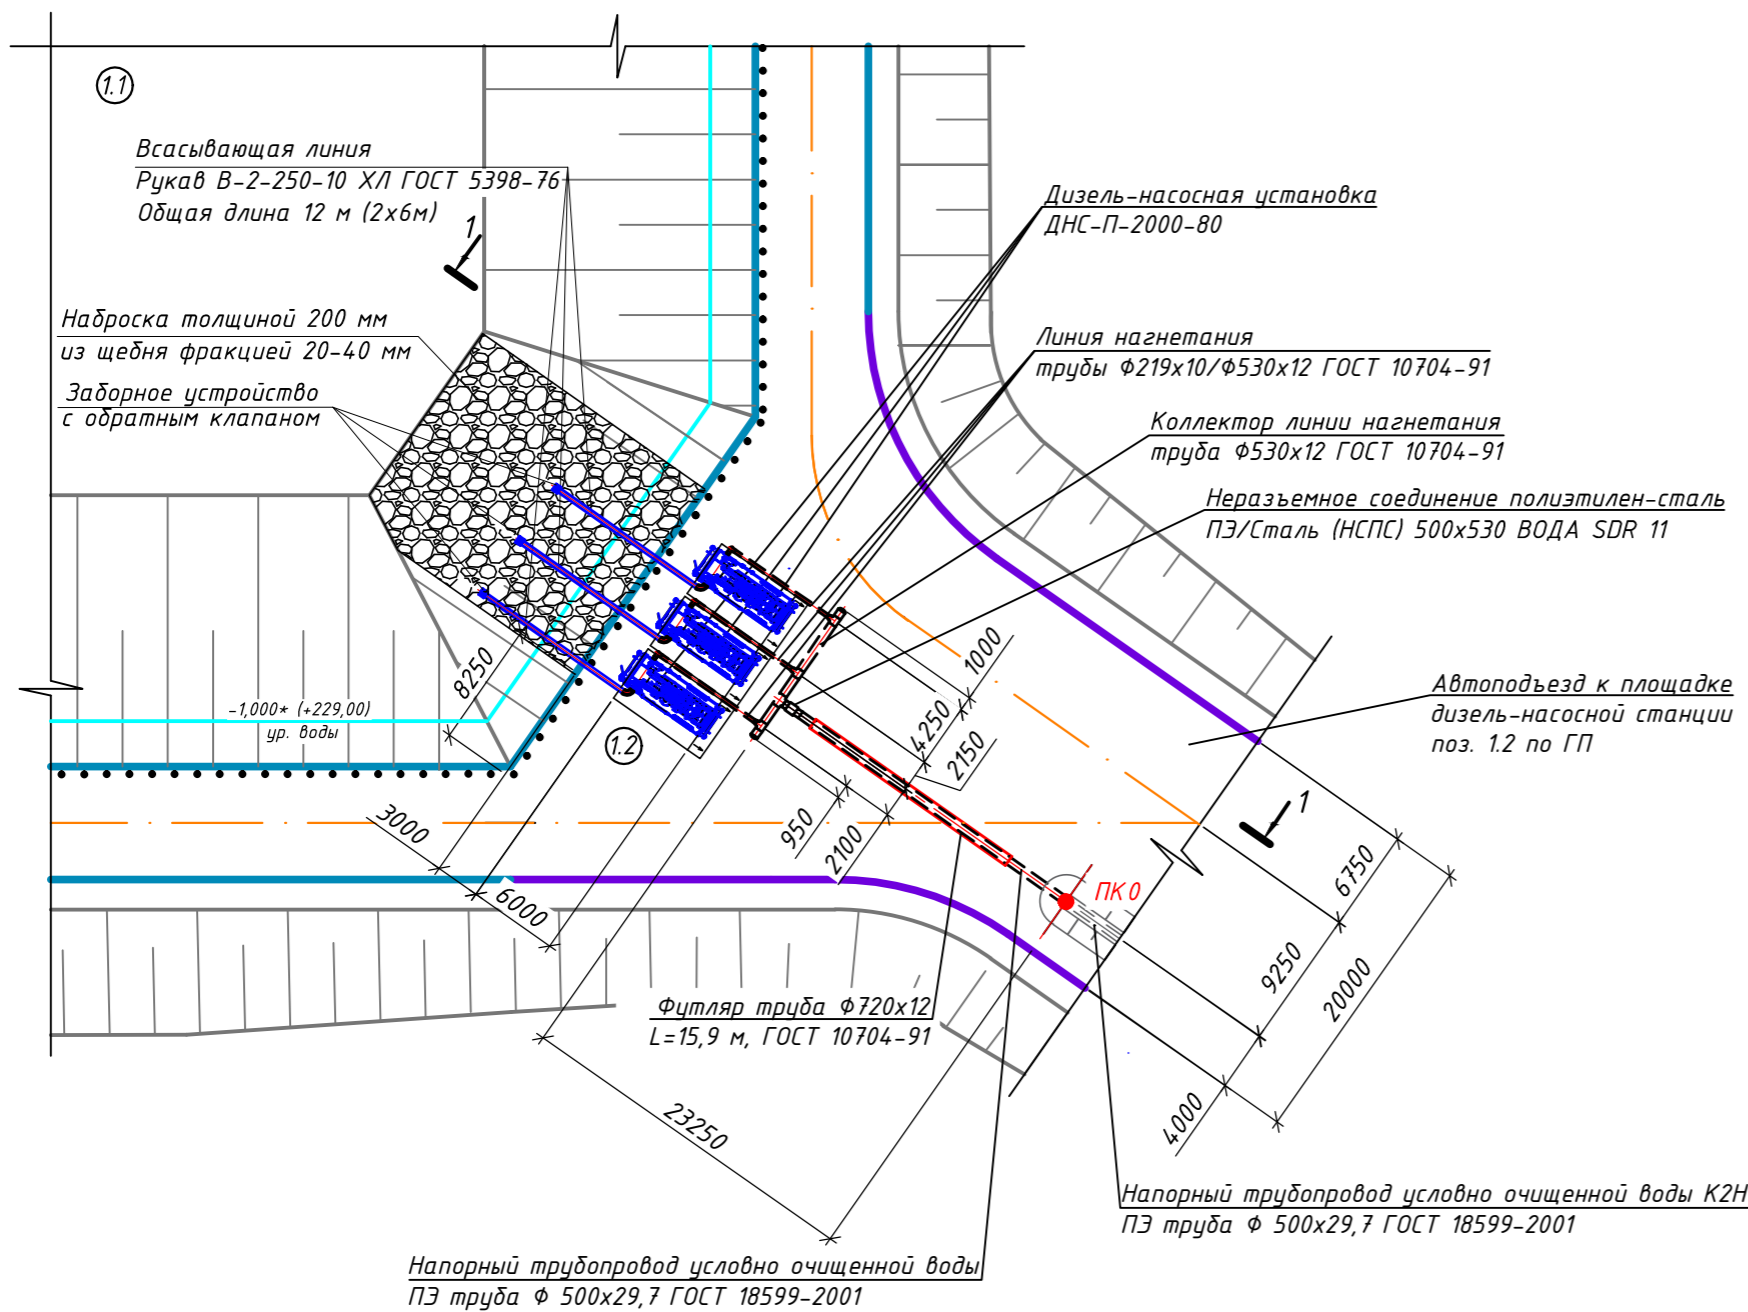 1.1
Всасывающая линия
Рукав В-2-250-10 ХЛ ГОСТ 5398-76
Общая длина 12 м (2х6м)
1
Наброска толщиной 200 мм
из щебня фракцией 20-40 мм
Заборное устройство
с обратным клапаном
Дизель-насосная установка
ДНС-П-2000-80
Линия нагнетания
трубы Ф219х10/Ф530х12 ГОСТ 10704-91
Коллектор линии нагнетания
труба Ф530х12 ГОСТ 10704-91
Неразъемное соединение полиэтилен-сталь
ПЭ/Сталь (НСПС) 500х530 ВОДА SDR 11
Автоподъезд к площадке
дизель-насосной станции
поз. 1.2 по ГП
8250
-1,000* (+229,00)
ур. воды
1.2
1000
4250
2150
950
2100
3000
6000
1
ПК 0
6750
9250
20000
4000
Футляр труба Ф720х12
L=15,9 м, ГОСТ 10704-91
23250
Напорный трубопровод условно очищенной воды К2Н
ПЭ труба Ф 500х29,7 ГОСТ 18599-2001
Напорный трубопровод условно очищенной воды
ПЭ труба Ф 500х29,7 ГОСТ 18599-2001